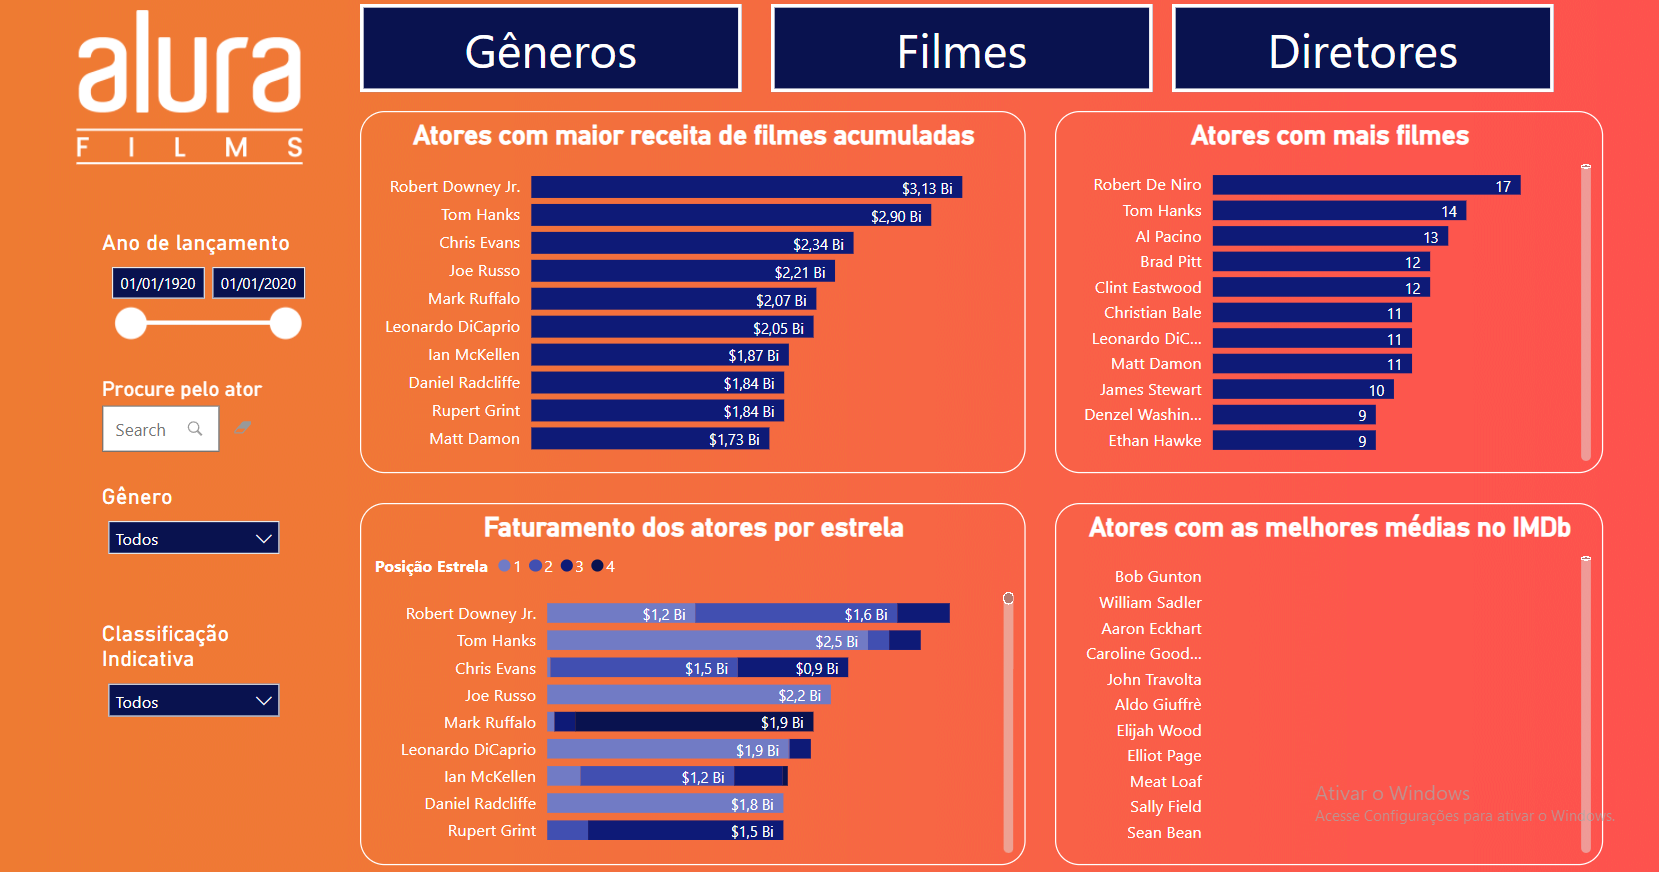 alura
FILMS
Gêneros
Filmes
Diretores
Ano de lançamento
01/01/1920 01/01/2020
Procure pelo ator
Search
Gênero
Todos
Classificação
Indicativa
Todos
Atores com maior receita de filmes acumuladas
Robert Downey Jr. $3,13 Bi
Tom Hanks $2,90 Bi
Chris Evans $2,34 Bi
Joe Russo $2,21 Bi
Mark Ruffalo $2,07 Bi
Leonardo DiCaprio $2,05 Bi
Ian McKellen $1,87 Bi
Daniel Radcliffe $1,84 Bi
Rupert Grint $1,84 Bi
Matt Damon $1,73 Bi
Atores com mais filmes
Robert De Niro 17
Tom Hanks 14
Al Pacino 13
Brad Pitt 12
Clint Eastwood 12
Christian Bale 11
Leonardo DiC... 11
Matt Damon 11
James Stewart 10
Denzel Washin... 9
Ethan Hawke 9
Faturamento dos atores por estrela
Posição Estrela 1 2 3 4
Robert Downey Jr. $1,2 Bi $1,6 Bi
Tom Hanks $2,5 Bi
Chris Evans $1,5 Bi $0,9 Bi
Joe Russo $2,2 Bi
Mark Ruffalo $1,9 Bi
Leonardo DiCaprio $1,9 Bi
Ian McKellen $1,2 Bi
Daniel Radcliffe $1,8 Bi
Rupert Grint $1,5 Bi
Atores com as melhores médias no IMDb
Bob Gunton
William Sadler
Aaron Eckhart
Caroline Good...
John Travolta
Aldo Giuffrè
Elijah Wood
Elliot Page
Meat Loaf
Sally Field
Sean Bean
Ativar o Windows
Acesse Configurações para ativar o Windows.